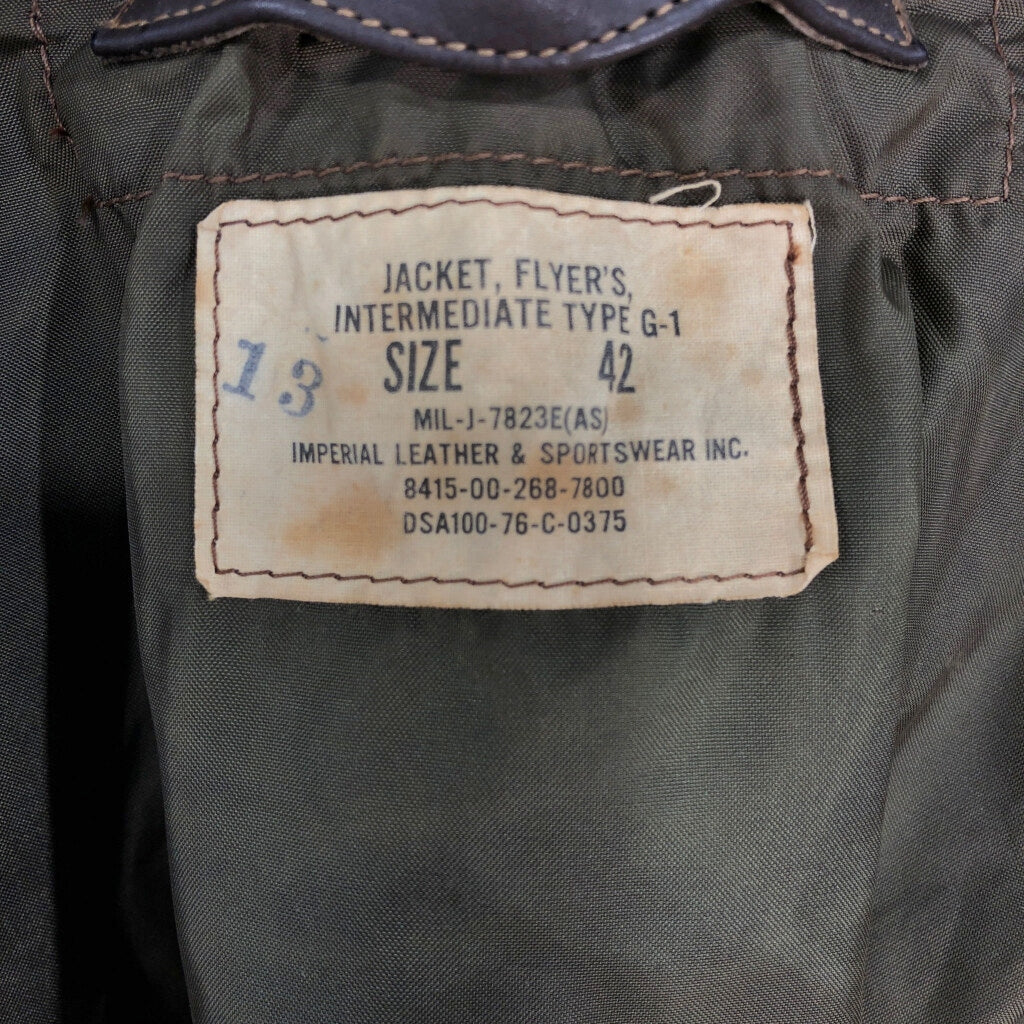 JACKET, FLYER'S,
INTERMEDIATE TYPE G-1
SIZE 42
13
MIL-J-7823E(AS)
IMPERIAL LEATHER & SPORTSWEAR INC.
8415-00-268-7800
DSA100-76-C-0375